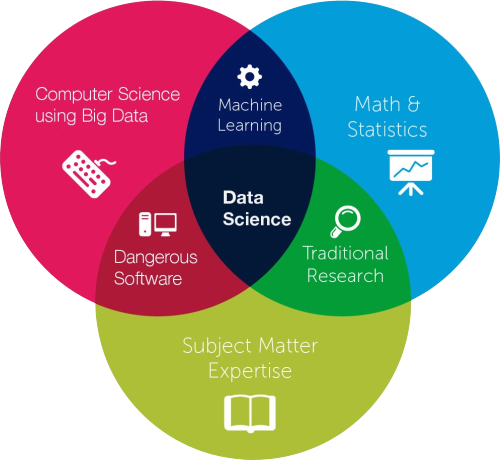 Computer Science
using Big Data
Machine
Learning
Math &
Statistics
Data
Science
Dangerous
Software
Traditional
Research
Subject Matter
Expertise